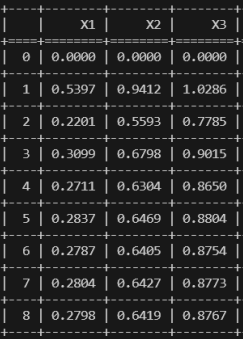 X1 | X2 | X3
0 | 0.0000 | 0.0000 | 0.0000
1 | 0.5397 | 0.9412 | 1.0286
2 | 0.2201 | 0.5593 | 0.7785
3 | 0.3099 | 0.6798 | 0.9015
4 | 0.2711 | 0.6304 | 0.8650
5 | 0.2837 | 0.6469 | 0.8804
6 | 0.2787 | 0.6405 | 0.8754
7 | 0.2804 | 0.6427 | 0.8773
8 | 0.2798 | 0.6419 | 0.8767